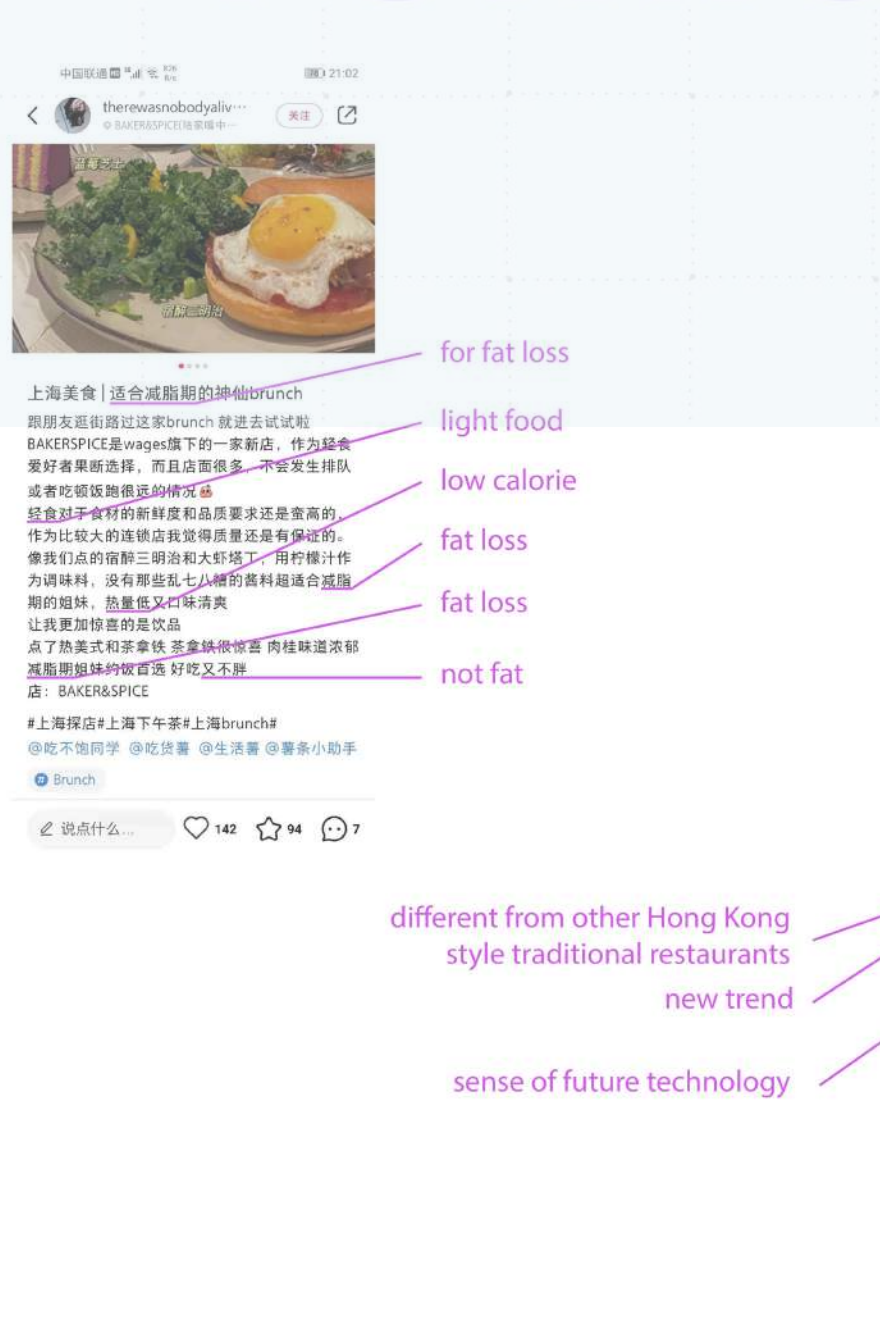 中国联通 HD 21:02
therewasnobodyaliv…
关注
蓝莓芝士
宿醉三明治
for fat loss
上海美食 | 适合减脂期的神仙brunch
light food
跟朋友逛街路过这家brunch 就进去试试啦
BAKERSPICE是wages旗下的一家新店，作为轻食
爱好者果断选择，而且店面很多，不会发生排队
low calorie
或者吃顿饭跑很远的情况
轻食对于食材的新鲜度和品质要求还是蛮高的，
作为比较大的连锁店我觉得质量还是有保证的。
fat loss
像我们点的宿醉三明治和大虾塔丁，用柠檬汁作
为调味料，没有那些乱七八糟的酱料超适合减脂
期的姐妹，热量低又口味清爽
fat loss
让我更加惊喜的是饮品
点了热美式和茶拿铁 茶拿铁很惊喜 肉桂味道浓郁
减脂期姐妹约饭首选 好吃又不胖
not fat
店：BAKER&SPICE
#上海探店#上海下午茶#上海brunch#
@吃不饱同学 @吃货薯 @生活薯 @薯条小助手
Brunch
说点什么... 142 94 7
different from other Hong Kong
style traditional restaurants
new trend
sense of future technology